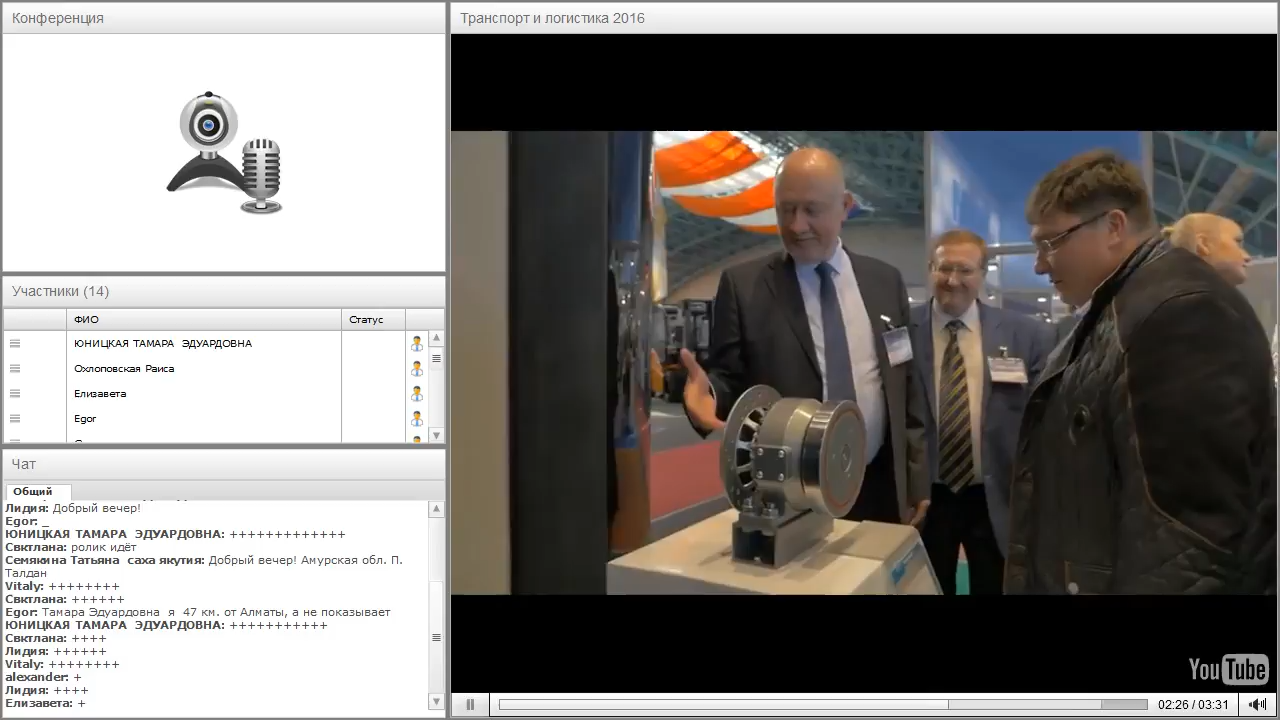 Конференция
Транспорт и логистика 2016
Участники (14)
ФИО
Статус
ЮНИЦКАЯ ТАМАРА ЭДУАРДОВНА
Охлоповская Раиса
Елизавета
Egor
Чат
Общий
Лидия: Добрый вечер!
Egor: _
ЮНИЦКАЯ ТАМАРА ЭДУАРДОВНА: +++++++++++++
Свктлана: ролик идёт
Семякина Татьяна саха якутия: Добрый вечер! Амурская обл. П.
Талдан
Vitaly: ++++++++
Свктлана: ++++++
Egor: Тамара Эдуардовна я 47 км. от Алматы, а не показывает
ЮНИЦКАЯ ТАМАРА ЭДУАРДОВНА: +++++++++++
Свктлана: ++++
Лидия: ++++++
Vitaly: ++++++++
alexander: +
Лидия: ++++
Елизавета: +
YouTube
02:26 / 03:31